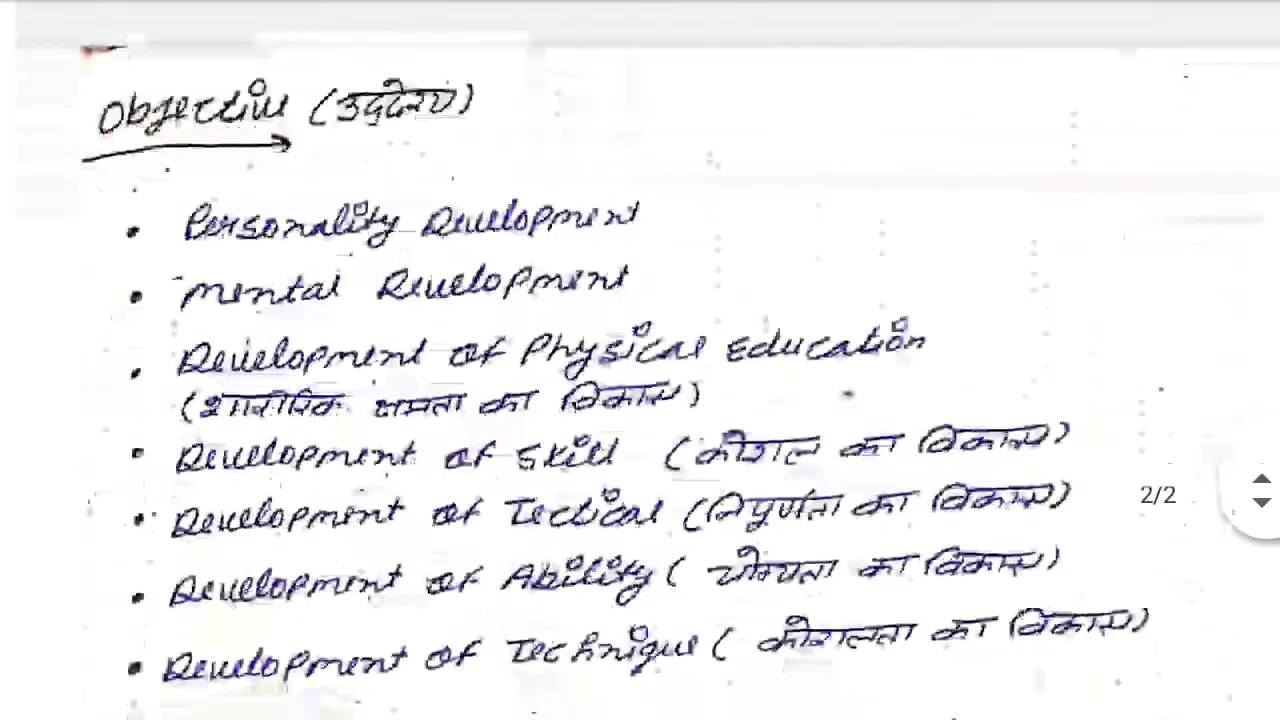 Objective (उद्देश्य)
• Personality Development
• Mental Development
• Development of Physical Education
(शारीरिक क्षमता का विकास)
• Development of Skill (कौशल का विकास)
• Development of Tectical (निपूर्णता का विकास)
2/2
• Development of Ability (योग्यता का विकास)
• Development of Technique (कौशलता का विकास)